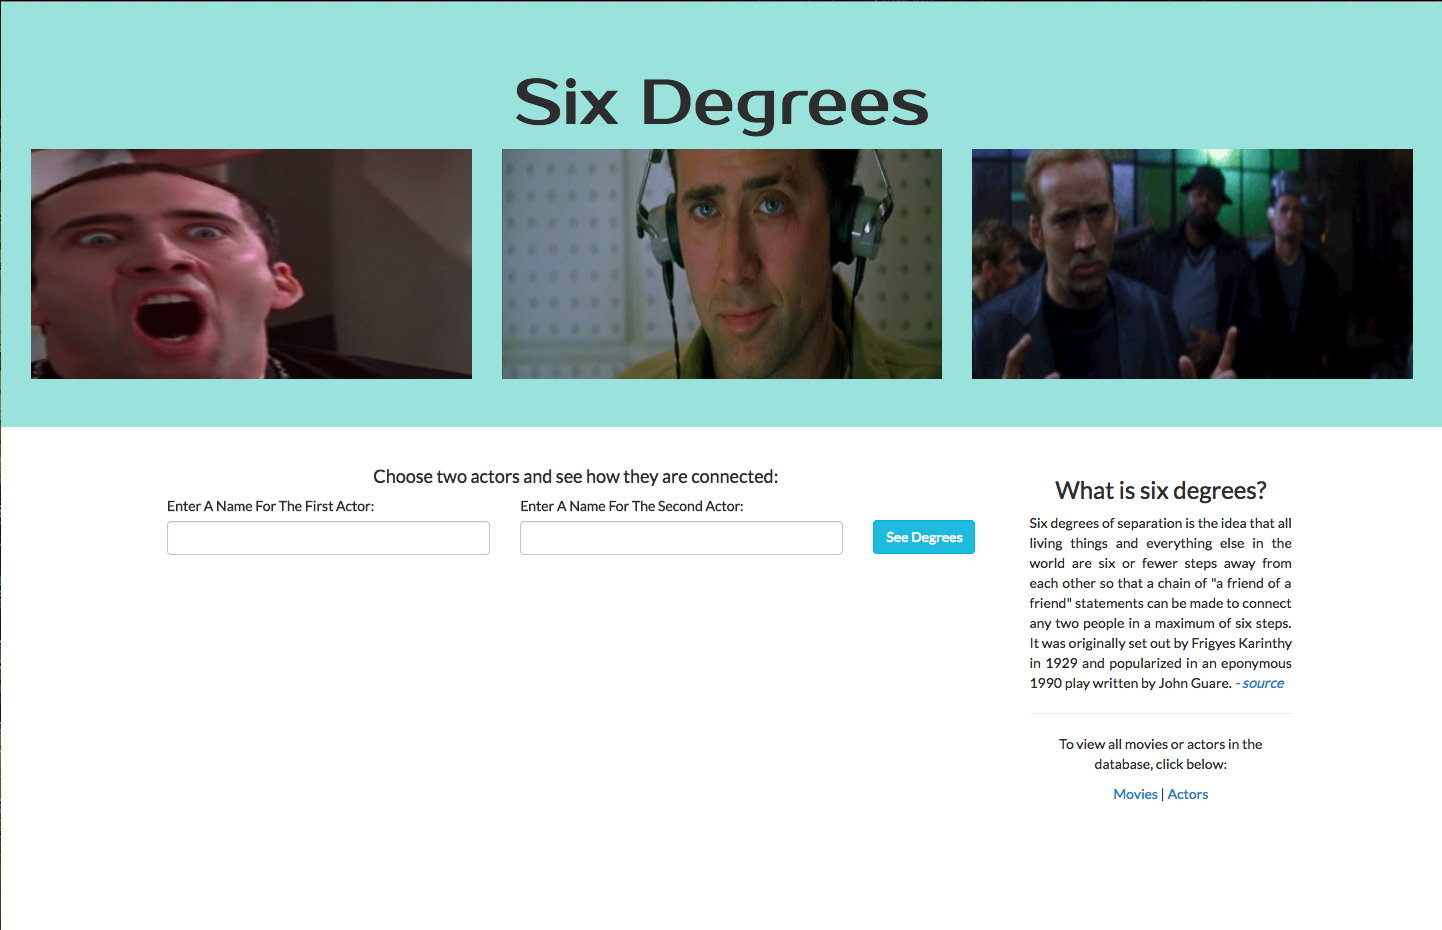 Six Degrees
Choose two actors and see how they are connected:
Enter A Name For The First Actor:
Enter A Name For The Second Actor:
See Degrees
What is six degrees?
Six degrees of separation is the idea that all
living things and everything else in the
world are six or fewer steps away from
each other so that a chain of "a friend of a
friend" statements can be made to connect
any two people in a maximum of six steps.
It was originally set out by Frigyes Karinthy
in 1929 and popularized in an eponymous
1990 play written by John Guare. - source
To view all movies or actors in the
database, click below:
Movies | Actors